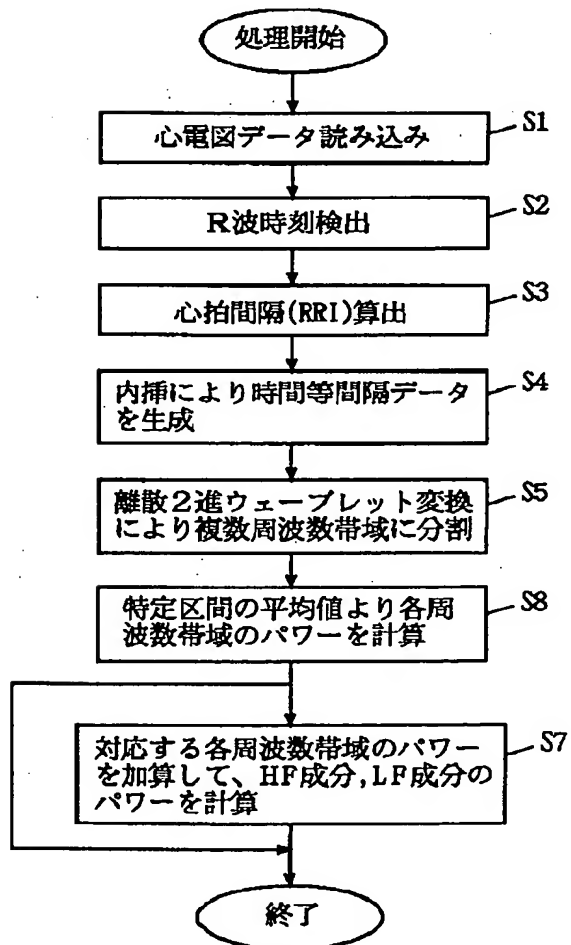 処理開始
心電図データ読み込み
S1
R波時刻検出
S2
心拍間隔(RRI)算出
S3
内挿により時間等間隔データ
を生成
S4
離散2進ウェーブレット変換
により複数周波数帯域に分割
S5
特定区間の平均値より各周
波数帯域のパワーを計算
S8
対応する各周波数帯域のパワー
を加算して、HF成分,LF成分の
パワーを計算
S7
終了